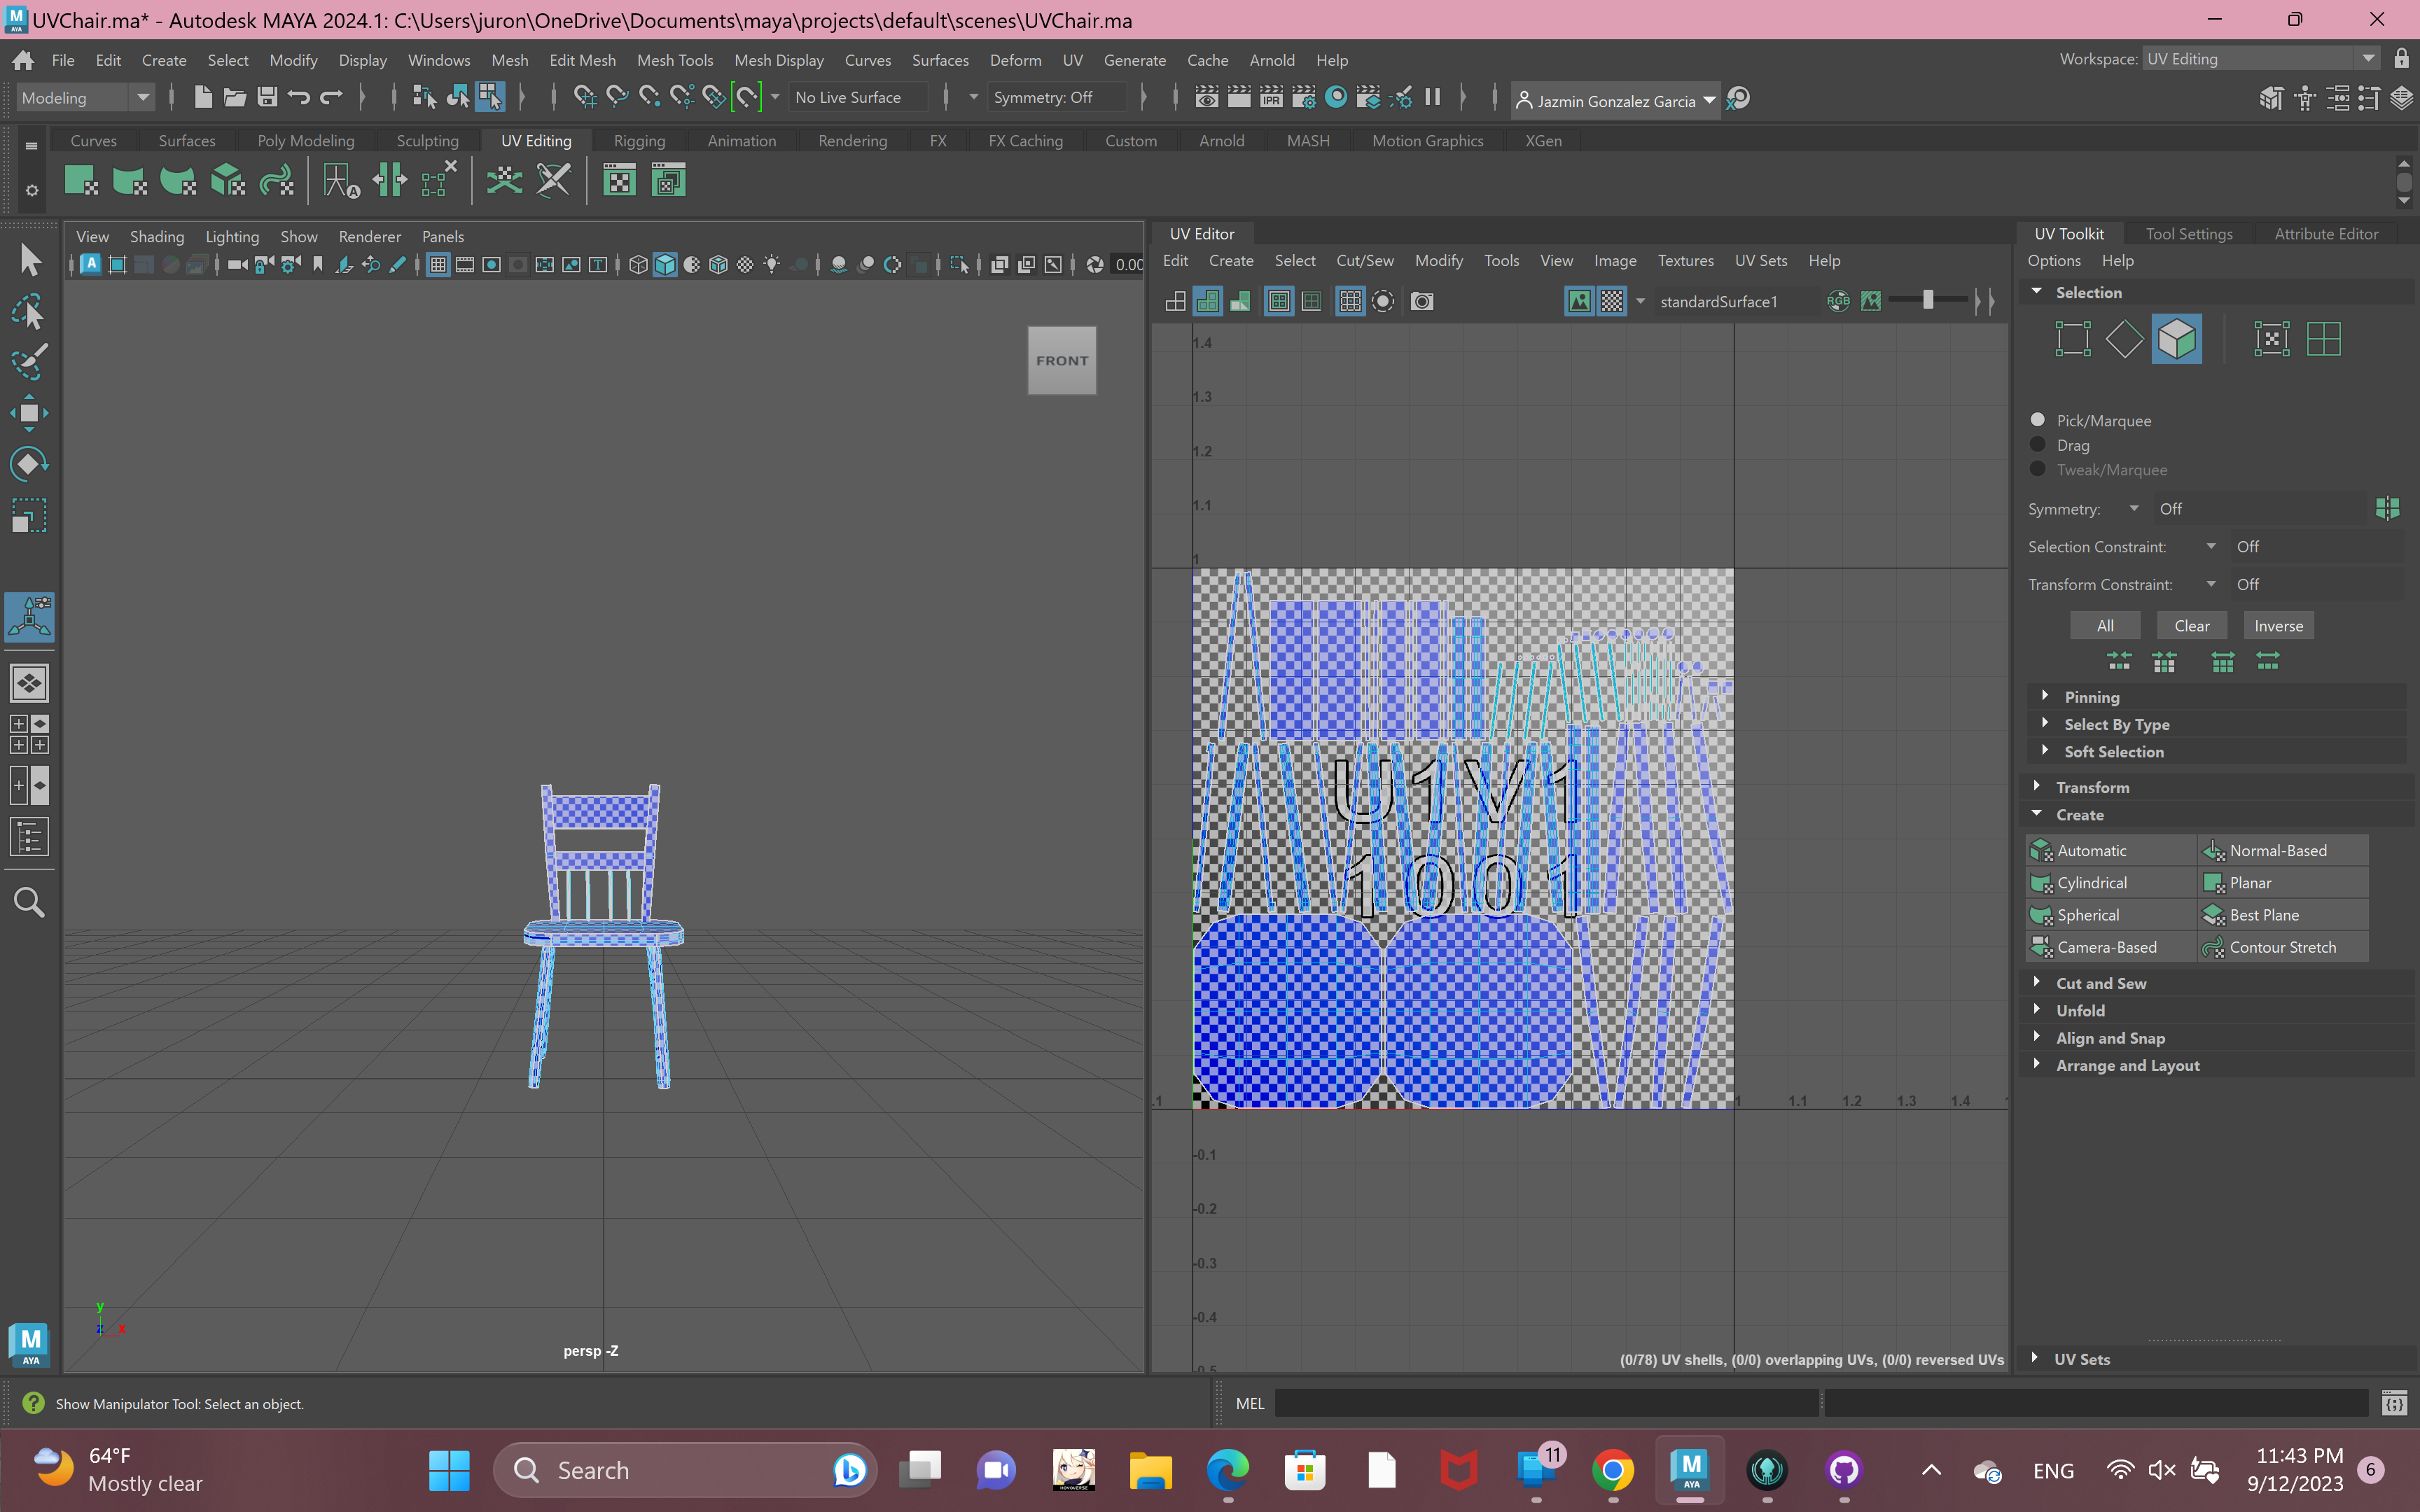 UVChair.ma* - Autodesk MAYA 2024.1: C:\Users\juron\OneDrive\Documents\maya\projects\default\scenes\UVChair.ma
File Edit Create Select Modify Display Windows Mesh Edit Mesh Mesh Tools Mesh Display Curves Surfaces Deform UV Generate Cache Arnold Help
Workspace: UV Editing
Modeling
No Live Surface
Symmetry: Off
IPR
Jazmin Gonzalez Garcia
Curves Surfaces Poly Modeling Sculpting UV Editing Rigging Animation Rendering FX FX Caching Custom Arnold MASH Motion Graphics XGen
View Shading Lighting Show Renderer Panels
0.00
FRONT
persp -Z
y
z x
UV Editor
Edit Create Select Cut/Sew Modify Tools View Image Textures UV Sets Help
standardSurface1
RGB
1.4
1.3
1.2
1.1
1
U1V1
1001
.1 1 1.1 1.2 1.3 1.4
-0.1
-0.2
-0.3
-0.4
-0.5
(0/78) UV shells, (0/0) overlapping UVs, (0/0) reversed UVs
UV Toolkit Tool Settings Attribute Editor
Options Help
Selection
Pick/Marquee
Drag
Tweak/Marquee
Symmetry: Off
Selection Constraint: Off
Transform Constraint: Off
All Clear Inverse
Pinning
Select By Type
Soft Selection
Transform
Create
Automatic Normal-Based
Cylindrical Planar
Spherical Best Plane
Camera-Based Contour Stretch
Cut and Sew
Unfold
Align and Snap
Arrange and Layout
UV Sets
M
AYA
Show Manipulator Tool: Select an object.
MEL
64°F
Mostly clear
Search
11
M
AYA
ENG
11:43 PM
9/12/2023
6